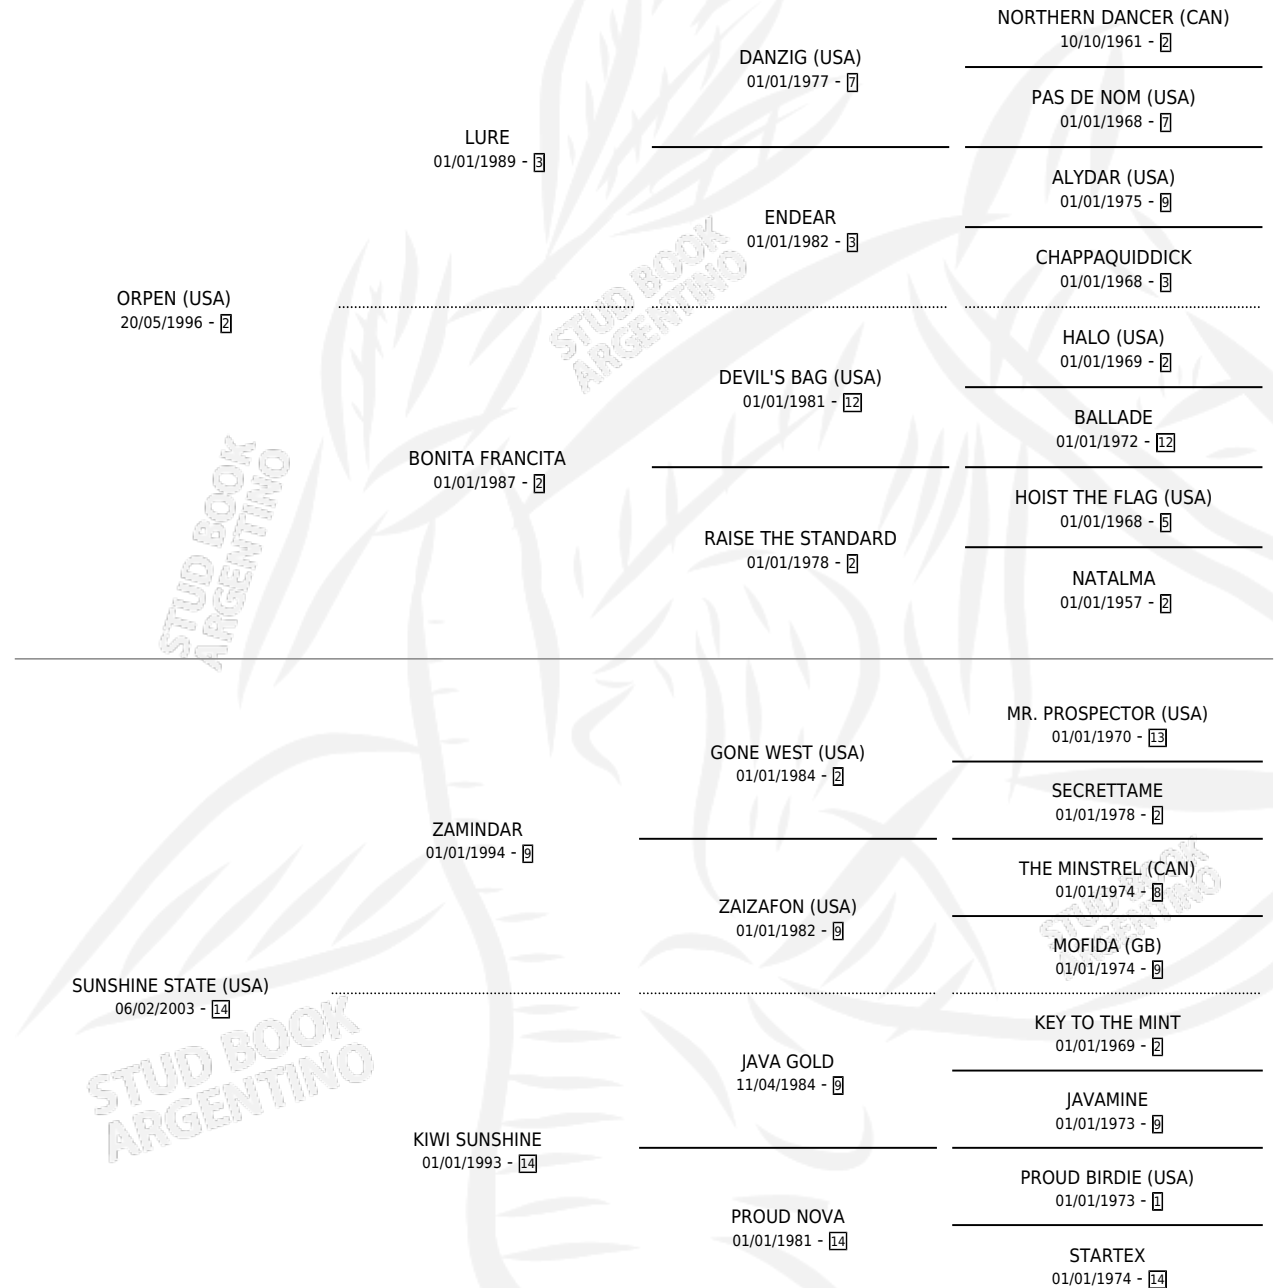 NORTHERN DANCER (CAN)
10/10/1961 - 2
DANZIG (USA)
01/01/1977 - 7
PAS DE NOM (USA)
01/01/1968 - 7
LURE
01/01/1989 - 3
ALYDAR (USA)
01/01/1975 - 9
ENDEAR
01/01/1982 - 3
CHAPPAQUIDDICK
01/01/1968 - 3
ORPEN (USA)
20/05/1996 - 2
STUD BOOK
ARGENTINO
HALO (USA)
01/01/1969 - 2
DEVIL'S BAG (USA)
01/01/1981 - 12
BALLADE
01/01/1972 - 12
BONITA FRANCITA
01/01/1987 - 2
HOIST THE FLAG (USA)
01/01/1968 - 5
RAISE THE STANDARD
01/01/1978 - 2
NATALMA
01/01/1957 - 2
STUD BOOK
ARGENTINO
MR. PROSPECTOR (USA)
01/01/1970 - 13
GONE WEST (USA)
01/01/1984 - 2
SECRETTAME
01/01/1978 - 2
ZAMINDAR
01/01/1994 - 9
THE MINSTREL (CAN)
01/01/1974 - 8
ZAIZAFON (USA)
01/01/1982 - 9
MOFIDA (GB)
01/01/1974 - 9
STUD BOOK
ARGENTINO
SUNSHINE STATE (USA)
06/02/2003 - 14
KEY TO THE MINT
01/01/1969 - 2
JAVA GOLD
11/04/1984 - 9
JAVAMINE
01/01/1973 - 9
STUD BOOK
ARGENTINO
KIWI SUNSHINE
01/01/1993 - 14
PROUD BIRDIE (USA)
01/01/1973 - 1
PROUD NOVA
01/01/1981 - 14
STARTEX
01/01/1974 - 14